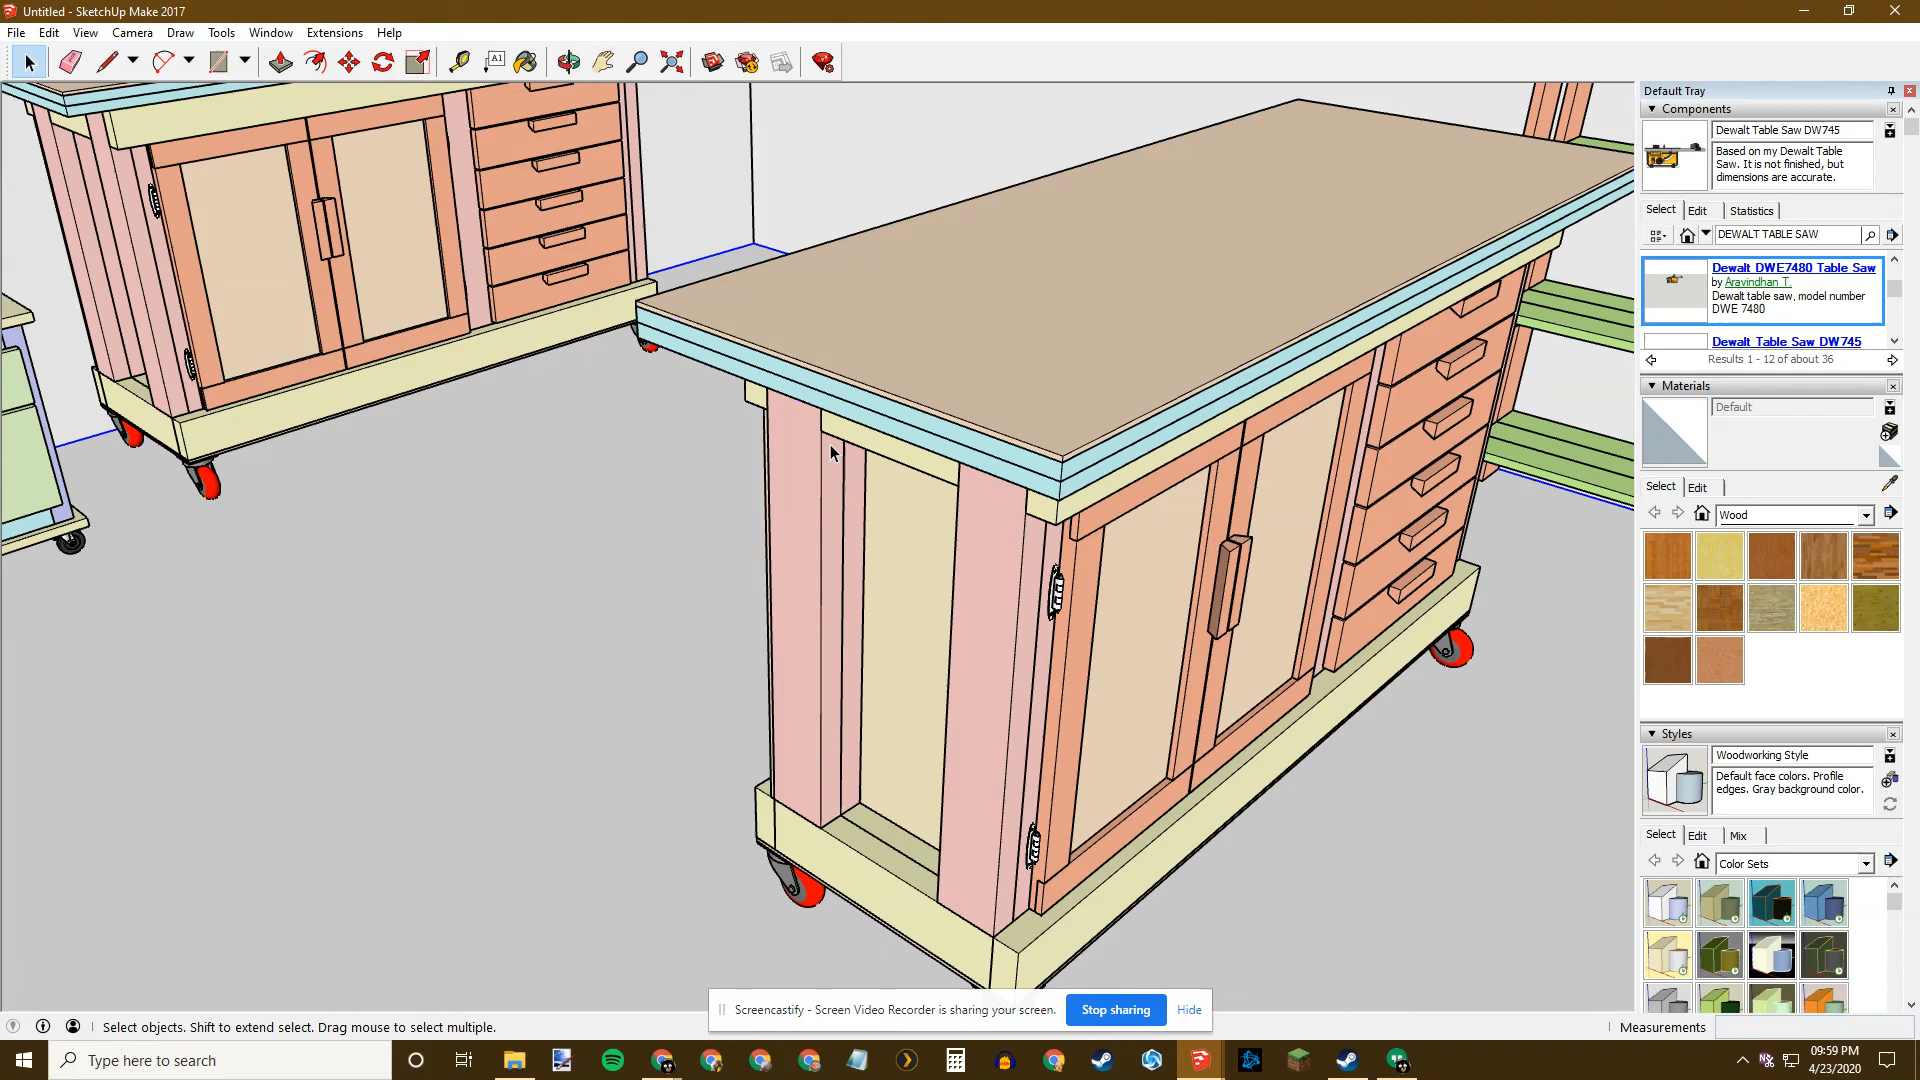 Untitled - SketchUp Make 2017
File Edit View Camera Draw Tools Window Extensions Help
A1
Default Tray
Components
Dewalt Table Saw DW745
Based on my Dewalt Table
Saw. It is not finished, but
dimensions are accurate.
Select Edit Statistics
DEWALT TABLE SAW
Dewalt DWE7480 Table Saw
by Aravindhan T.
Dewalt table saw, model number
DWE 7480
Dewalt Table Saw DW745
Results 1 - 12 of about 36
Materials
Default
Select Edit
Wood
Styles
Woodworking Style
Default face colors. Profile
edges. Gray background color.
Select Edit Mix
Color Sets
Screencastify - Screen Video Recorder is sharing your screen. Stop sharing Hide
Select objects. Shift to extend select. Drag mouse to select multiple.
Measurements
Type here to search
09:59 PM
4/23/2020